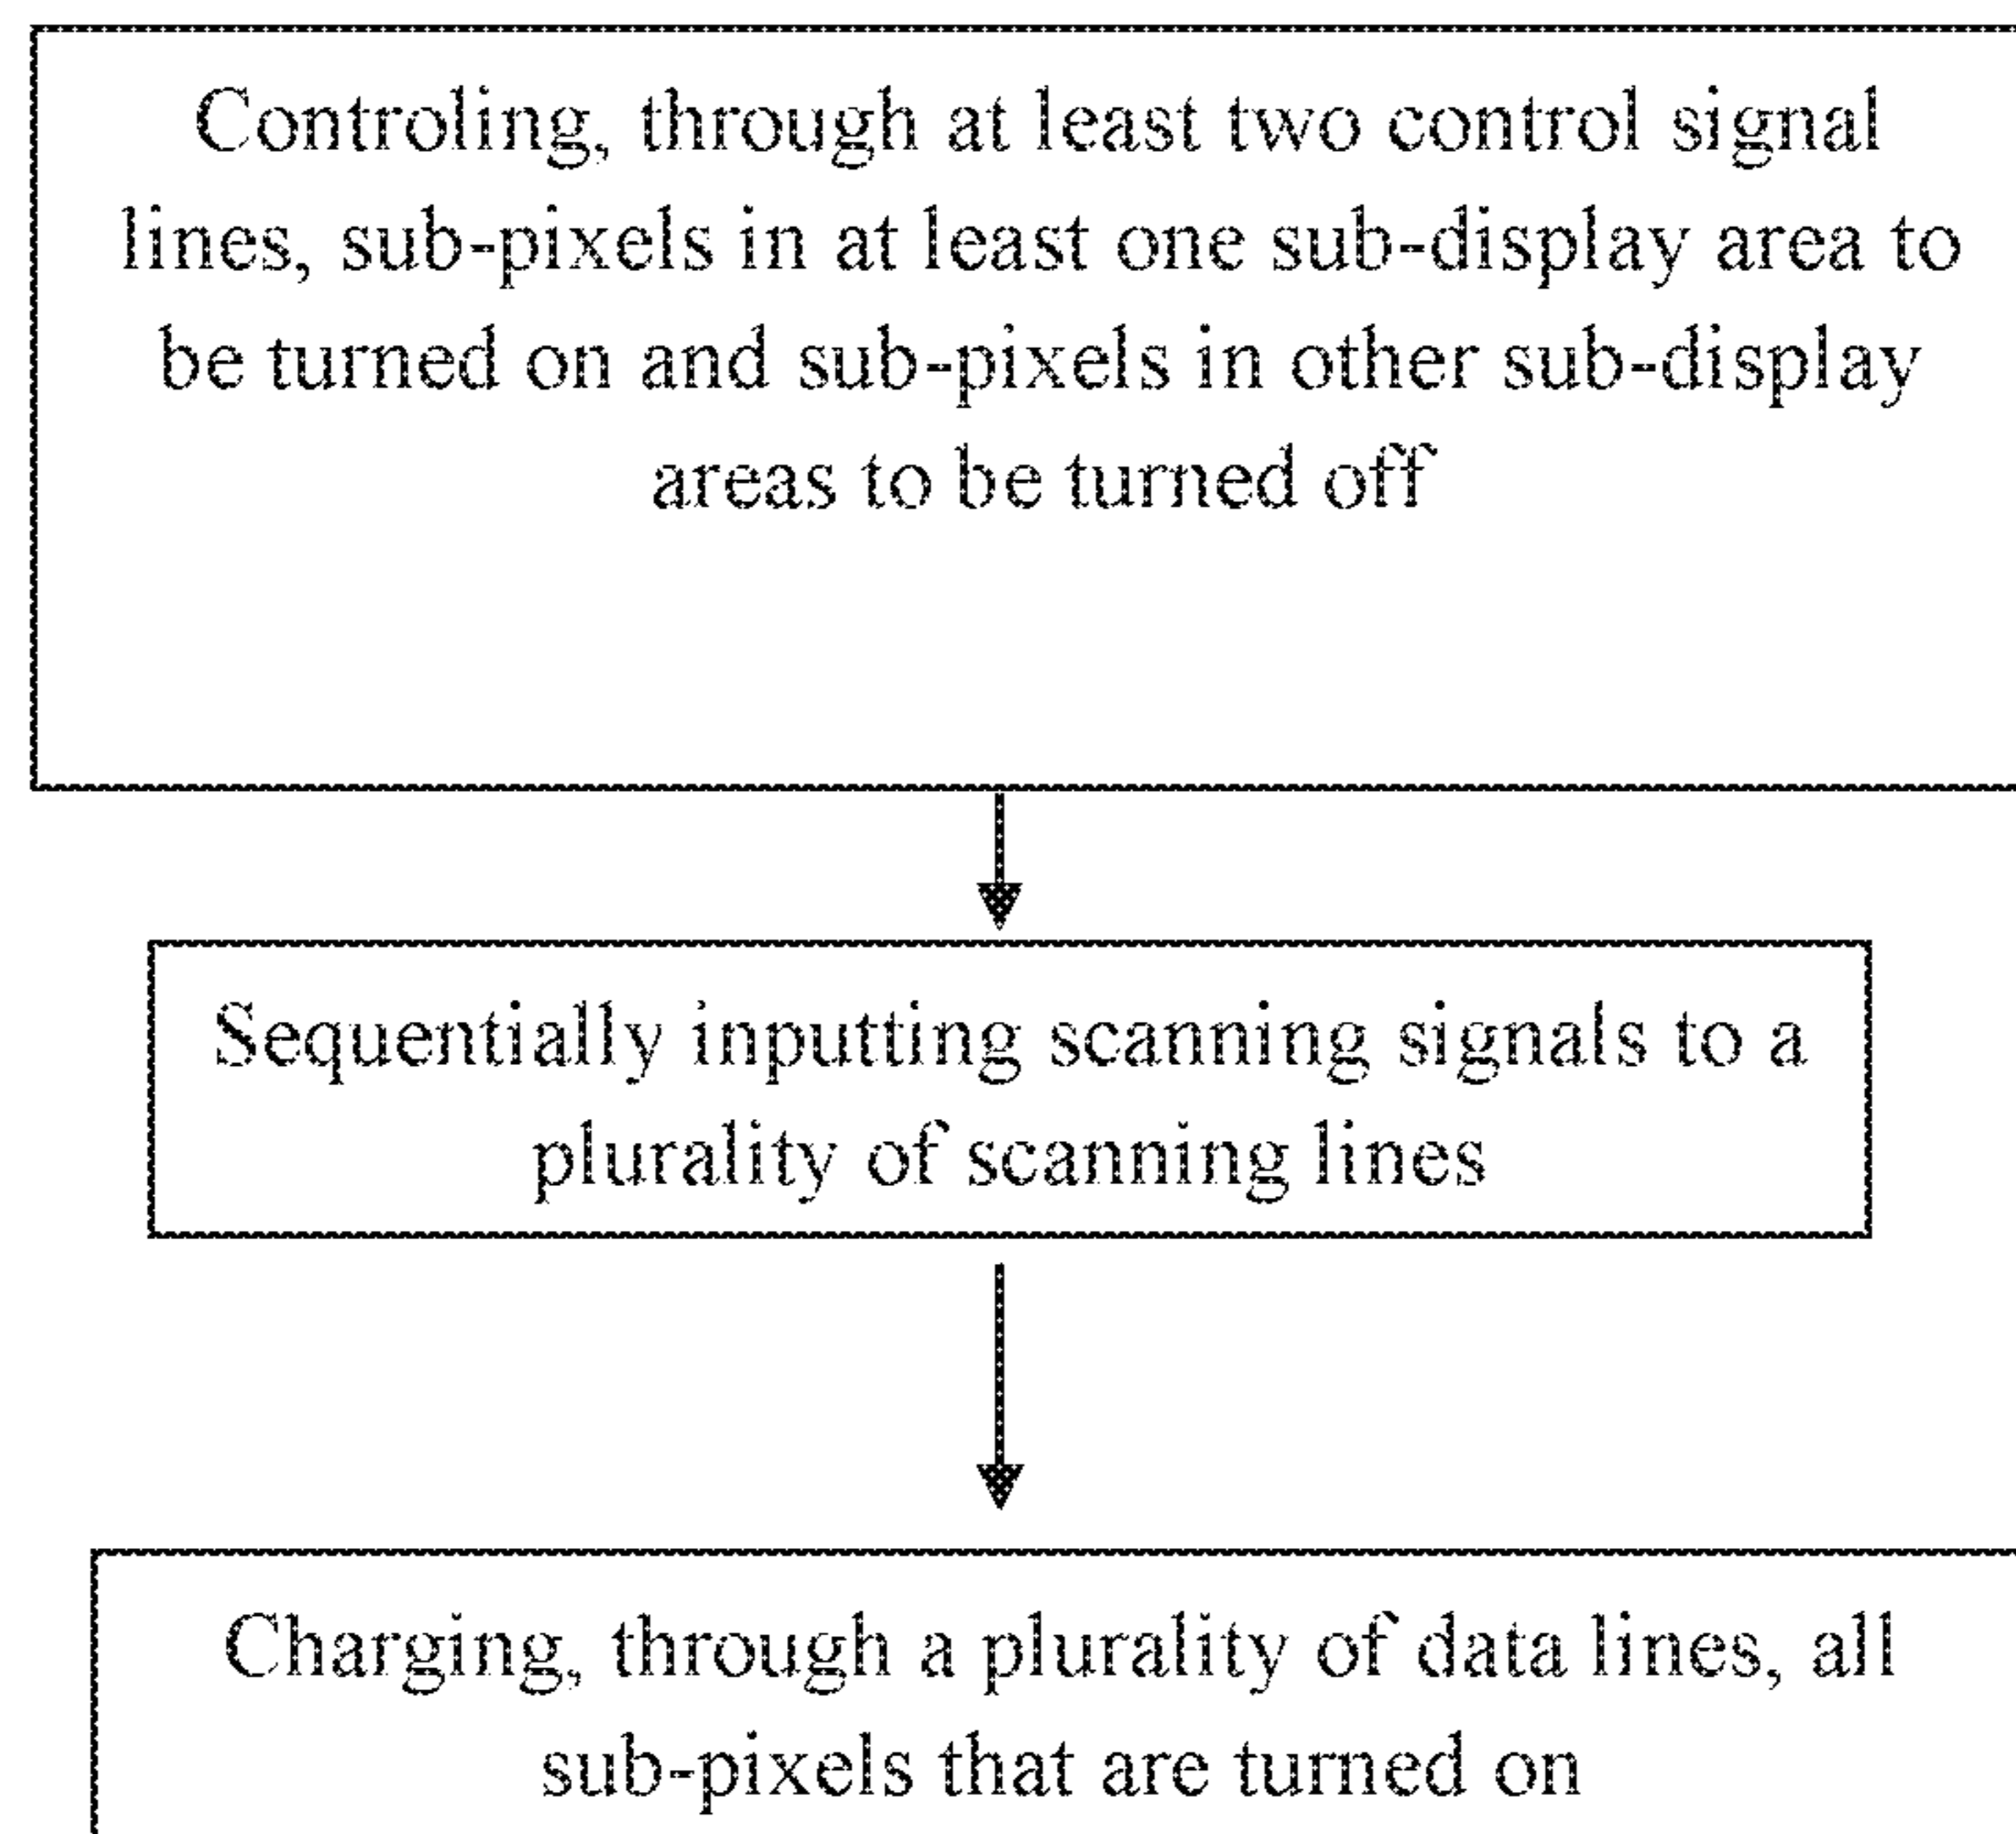 Controling, through at least two control signal
lines, sub-pixels in at least one sub-display area to
be turned on and sub-pixels in other sub-display
areas to be turned off
Sequentially inputting scanning signals to a
plurality of scanning lines
Charging, through a plurality of data lines, all
sub-pixels that are turned on